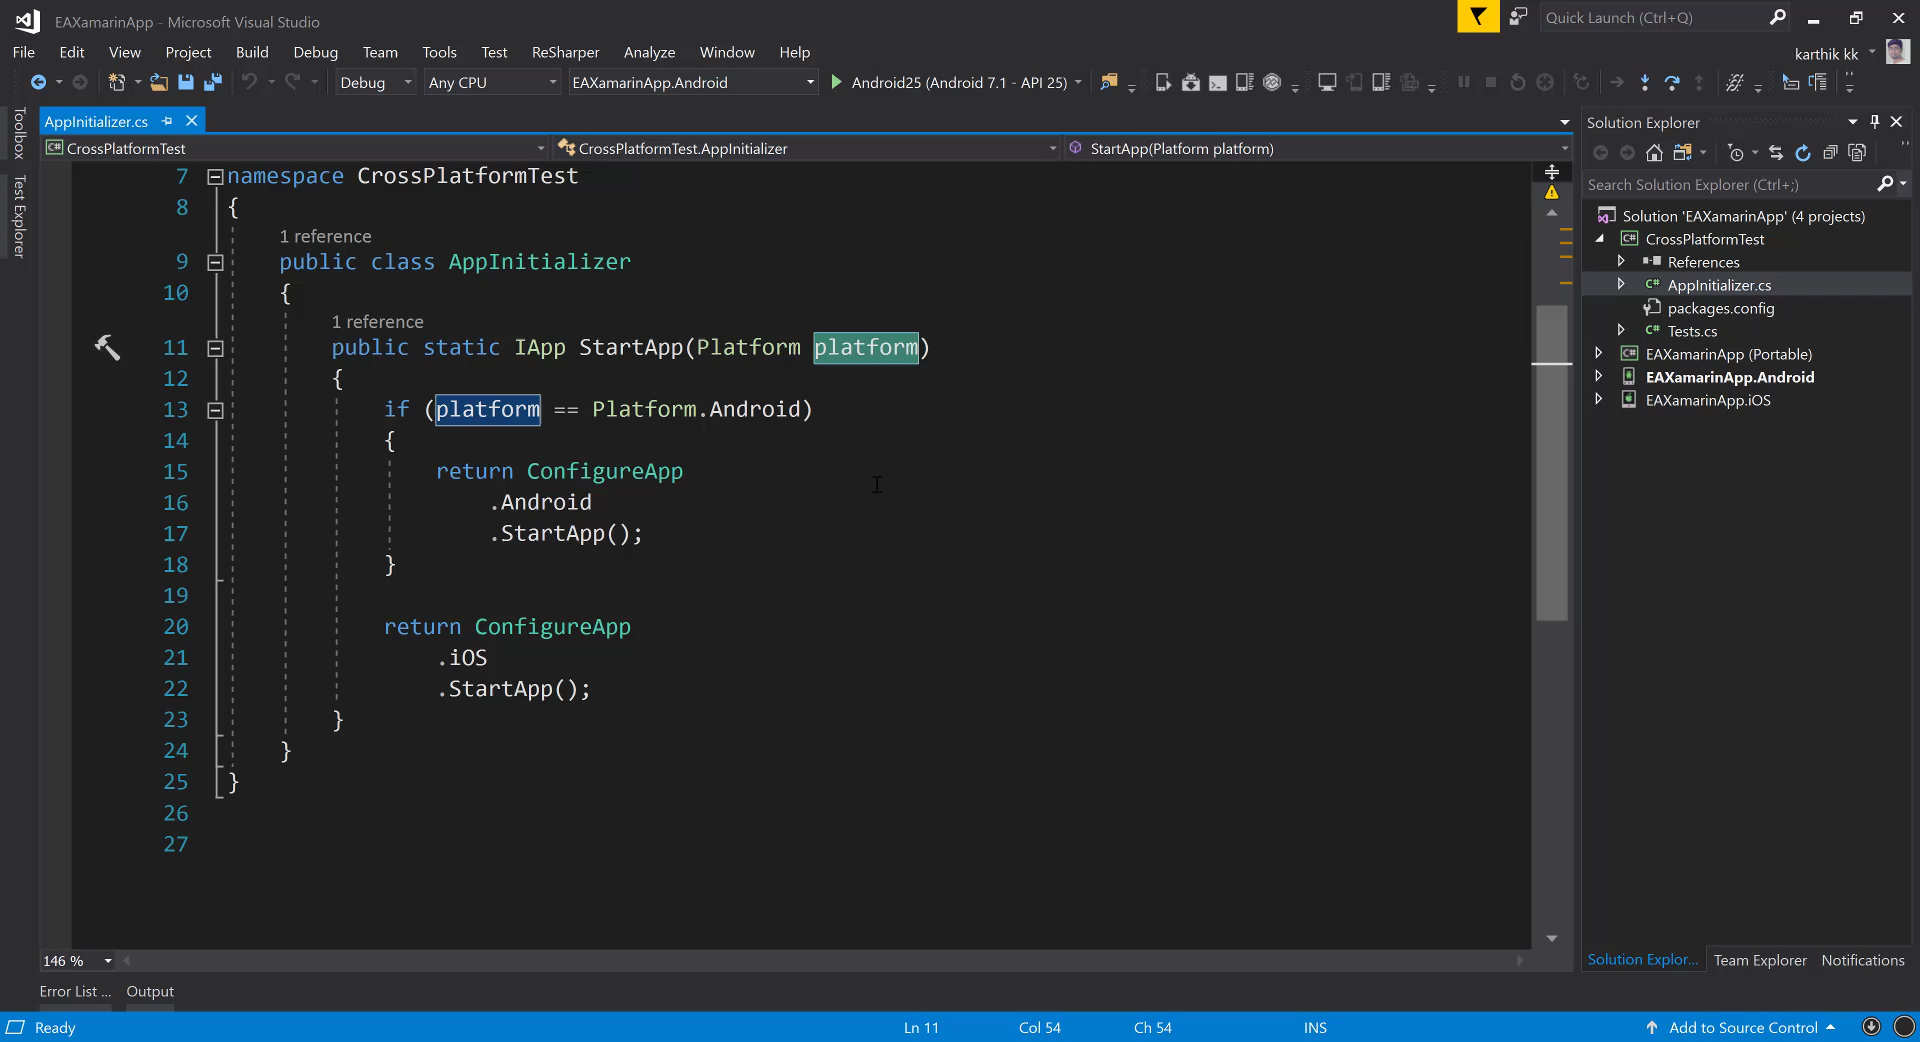 EAXamarinApp - Microsoft Visual Studio
Quick Launch (Ctrl+Q)
File Edit View Project Build Debug Team Tools Test ReSharper Analyze Window Help
karthik kk
Debug Any CPU EAXamarinApp.Android Android25 (Android 7.1 - API 25)
Toolbox
Test Explorer
AppInitializer.cs
CrossPlatformTest CrossPlatformTest.AppInitializer StartApp(Platform platform)
7 namespace CrossPlatformTest
8 {
1 reference
9 public class AppInitializer
10 {
1 reference
11 public static IApp StartApp(Platform platform)
12 {
13 if (platform == Platform.Android)
14 {
15 return ConfigureApp
16 .Android
17 .StartApp();
18 }
19
20 return ConfigureApp
21 .iOS
22 .StartApp();
23 }
24 }
25 }
26
27
146 %
Solution Explorer
Search Solution Explorer (Ctrl+;)
Solution 'EAXamarinApp' (4 projects)
CrossPlatformTest
References
AppInitializer.cs
packages.config
Tests.cs
EAXamarinApp (Portable)
EAXamarinApp.Android
EAXamarinApp.iOS
Solution Explor... Team Explorer Notifications
Error List ... Output
Ready Ln 11 Col 54 Ch 54 INS Add to Source Control